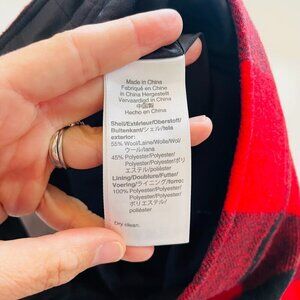 Made in China
Fabriqué en Chine
In China Hergestellt
Vervaardigd in China
中国製
Hecho en China
Shell/Extérieur/Oberstoff/
Buitenkant/シェル/tela
exterior:
55% Wool/Laine/Wolle/Wol/
ウール/lana
45% Polyester/Polyester/
Polyester/Polyester/ポリ
エステル/poliéster
Lining/Doublure/Futter/
Voering/ライニング/forro:
100% Polyester/Polyester/
Polyester/Polyester/ポリ
エステル/
poliéster
Dry clean.